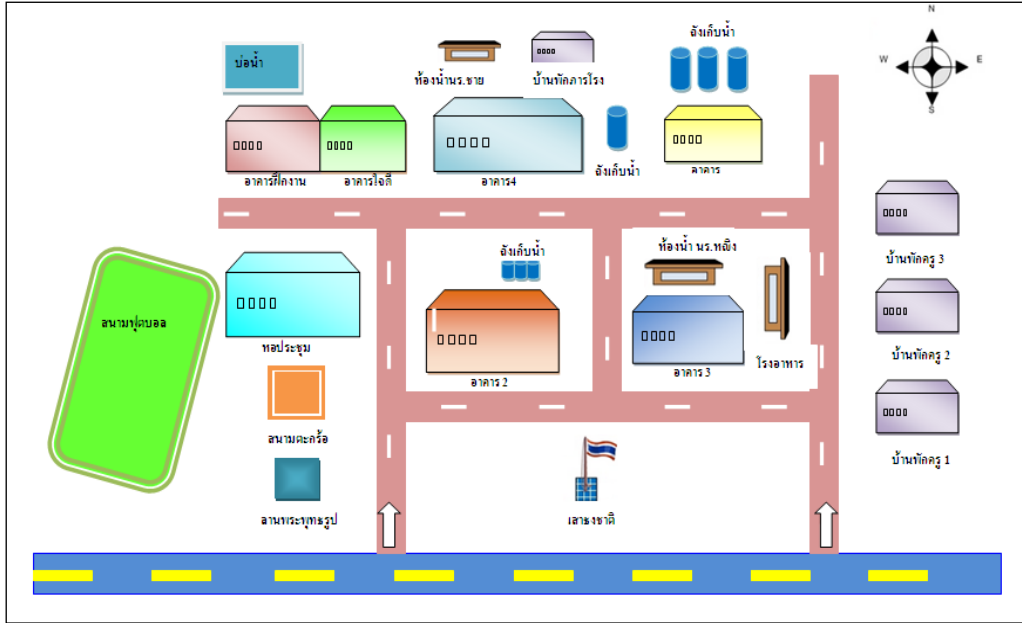 N
W
E
S
บ่อน้ำ
ห้องน้ำนร.ชาย
บ้านพักภารโรง
ถังเก็บน้ำ
อาคารฝึกงาน
อาคารใจดี
อาคาร4
ถังเก็บน้ำ
อาคาร
สนามฟุตบอล
หอประชุม
ถังเก็บน้ำ
อาคาร 2
ห้องน้ำ นร.หญิง
อาคาร 3
โรงอาหาร
บ้านพักครู 3
บ้านพักครู 2
บ้านพักครู 1
สนามตะกร้อ
ลานพระพุทธรูป
เสาธงชาติ